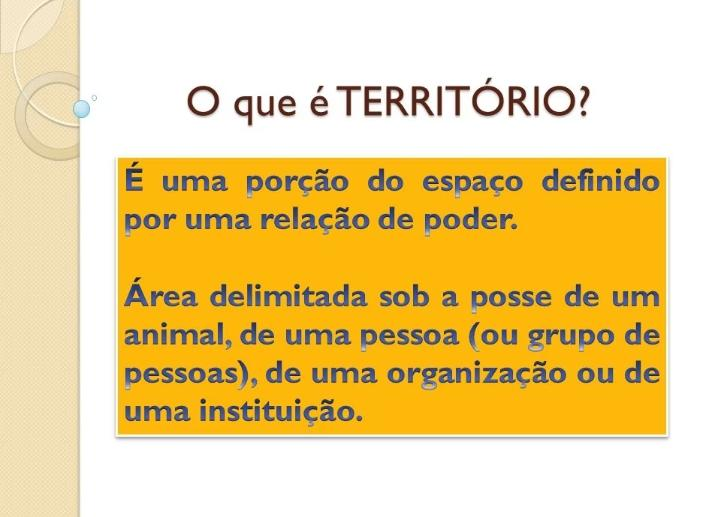 O que é TERRITÓRIO?
É uma porção do espaço definido
por uma relação de poder.
Área delimitada sob a posse de um
animal, de uma pessoa (ou grupo de
pessoas), de uma organização ou de
uma instituição.